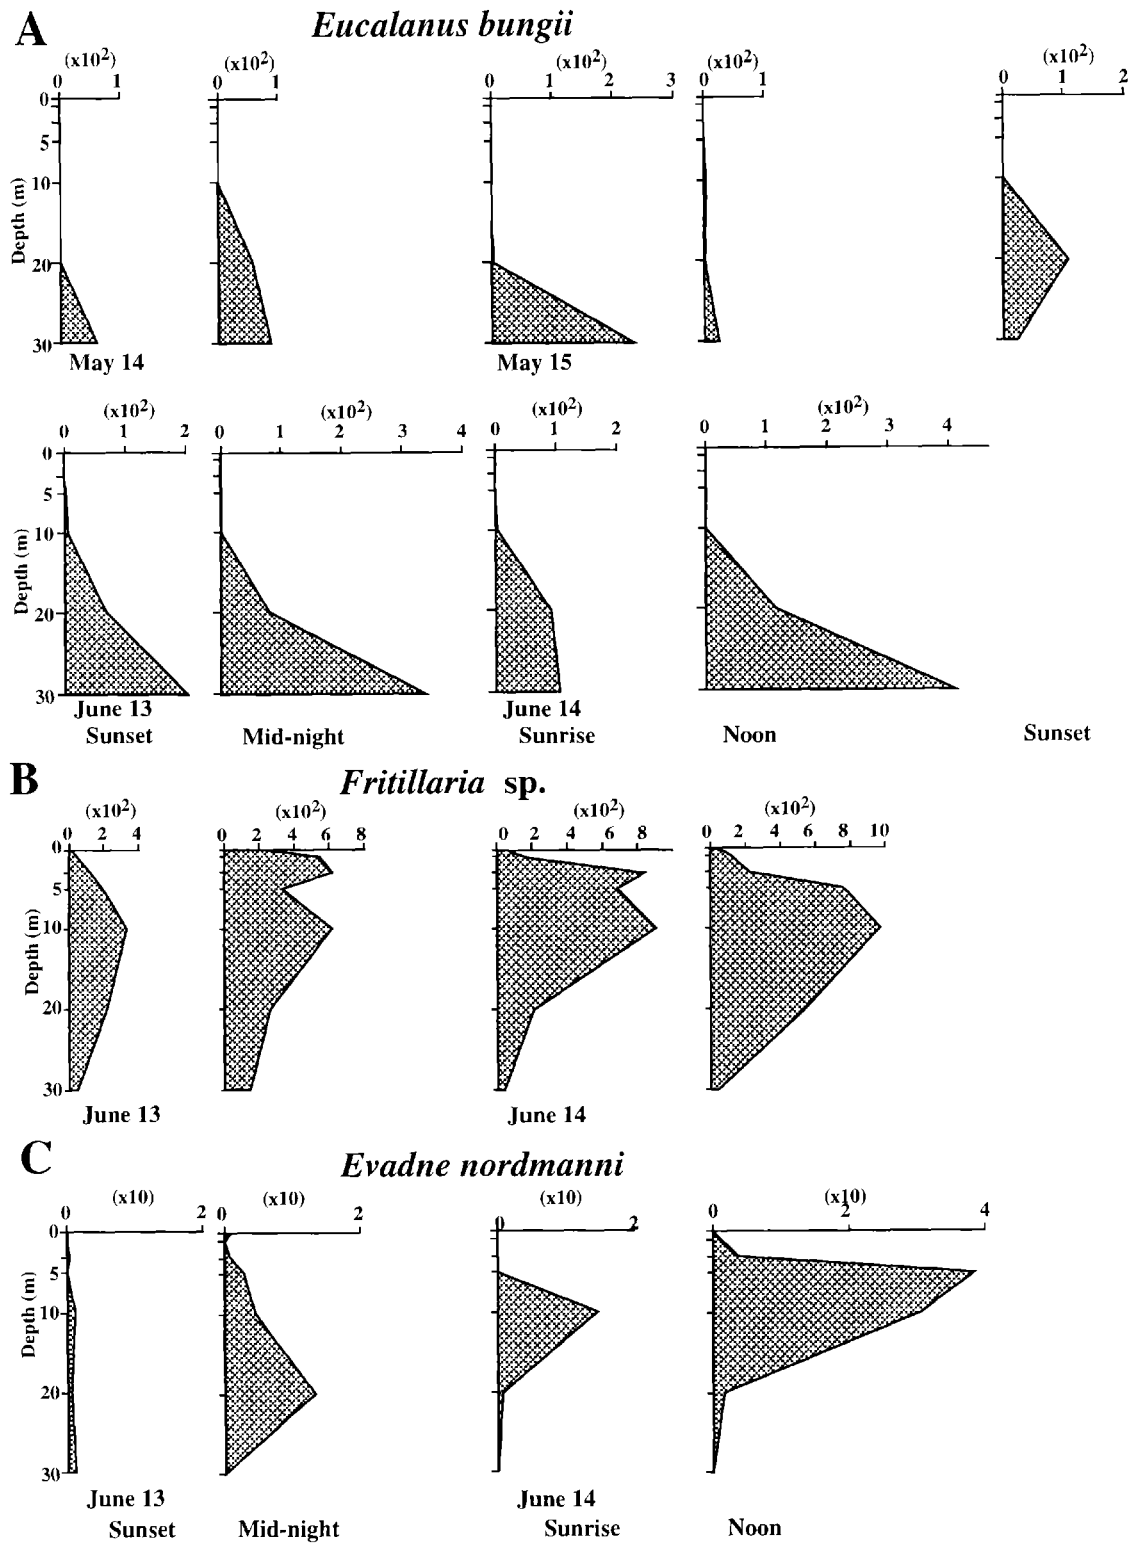 A Eucalanus bungii
(x10²) (x10²) (x10²) (x10²) (x10²)
0 1 0 1 0 1 2 3 0 1 0 1 2
0
5
10
20
30
Depth (m)
May 14 May 15
(x10²) (x10²) (x10²) (x10²)
0 1 2 0 1 2 3 4 0 1 2 0 1 2 3 4
0
5
10
20
30
Depth (m)
June 13 June 14
Sunset Mid-night Sunrise Noon Sunset
B Fritillaria sp.
(x10²) (x10²) (x10²) (x10²)
0 2 4 0 2 4 6 8 0 2 4 6 8 0 2 4 6 8 10
0
5
10
20
30
Depth (m)
June 13 June 14
C Evadne nordmanni
(x10) (x10) (x10) (x10)
0 2 0 2 0 2 0 2 4
0
5
10
20
30
Depth (m)
June 13 June 14
Sunset Mid-night Sunrise Noon